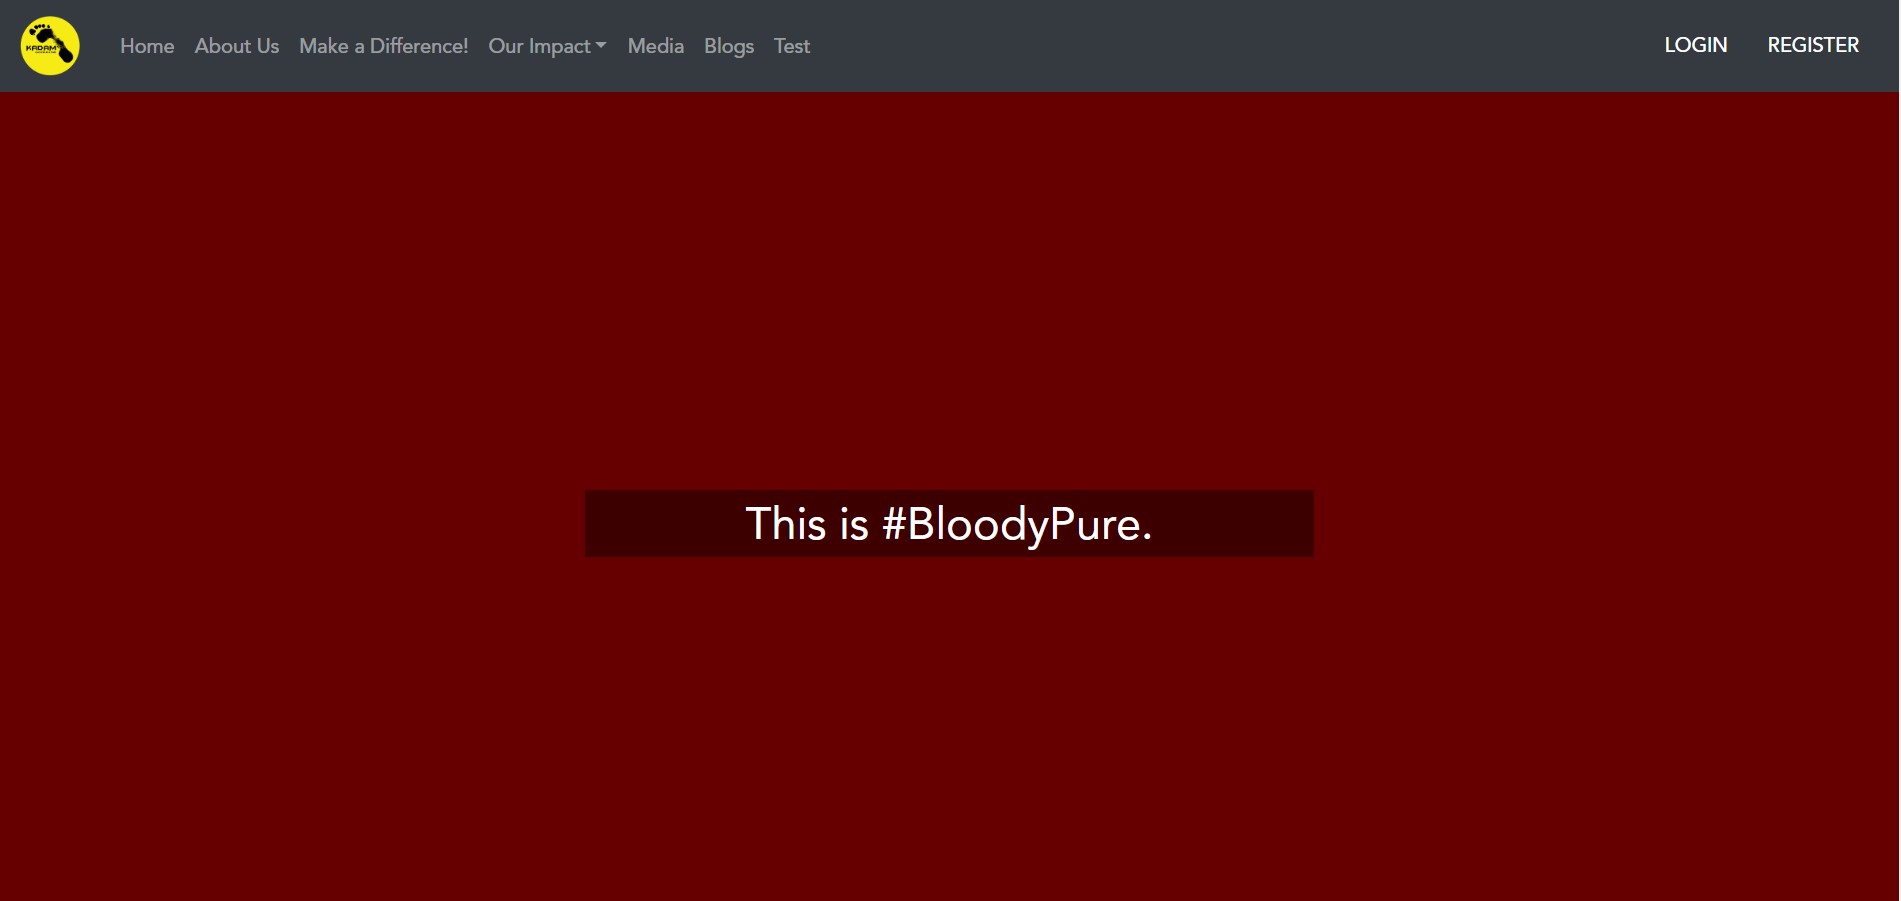 KADAM
Home About Us Make a Difference! Our Impact Media Blogs Test
LOGIN REGISTER
This is #BloodyPure.